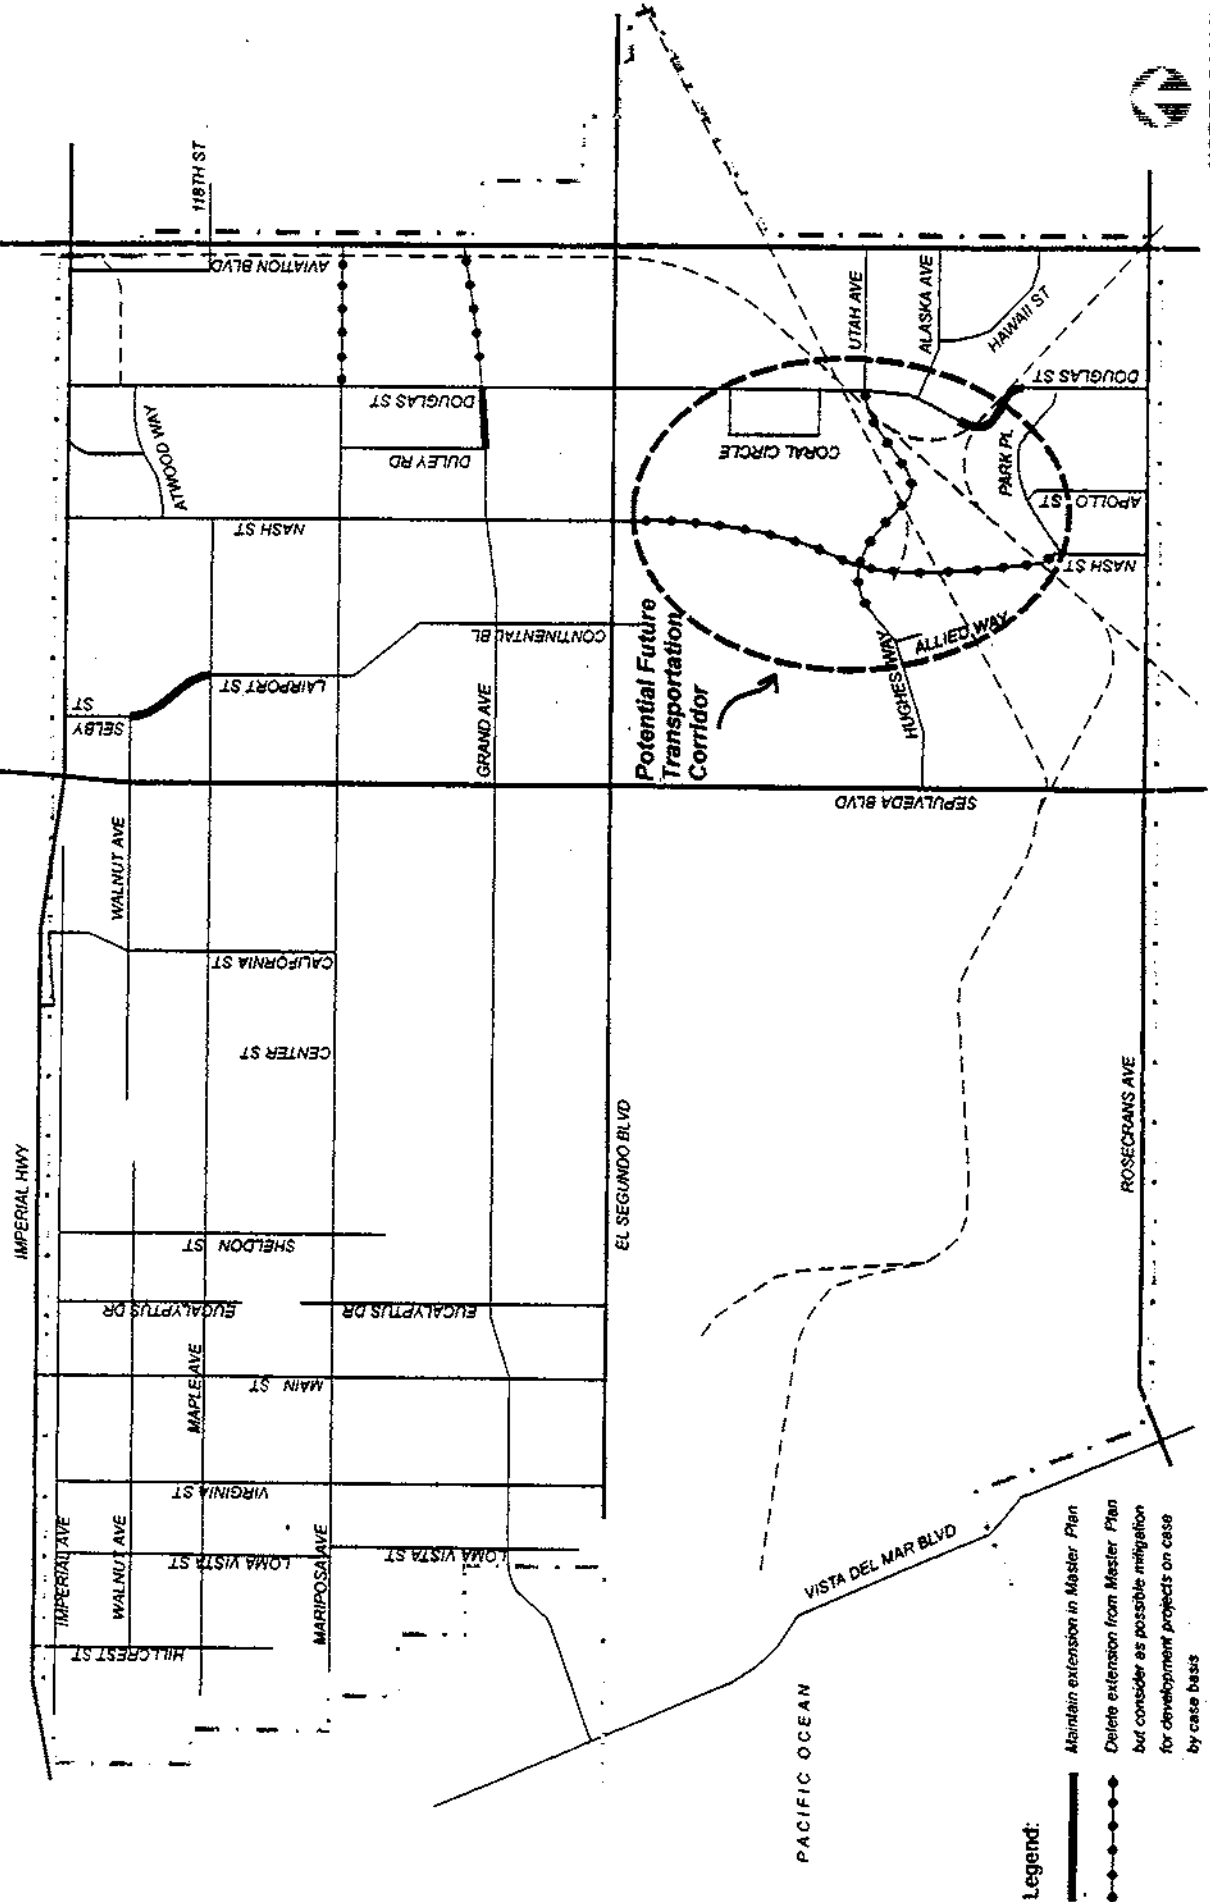 IMPERIAL HWY
IMPERIAL AVE
WALNUT AVE
WALNUT AVE
MAPLE AVE
MARIPOSA AVE
GRAND AVE
EL SEGUNDO BLVD
ROSECRANS AVE
VISTA DEL MAR BLVD
PACIFIC OCEAN
HILLCREST ST
LOMA VISTA ST
LOMA VISTA ST
VIRGINIA ST
MAIN ST
EUCALYPTUS DR
EUCALYPTUS DR
SHELDON ST
CENTER ST
CALIFORNIA ST
SEPULVEDA BLVD
SELBY
ST
LAIRPORT ST
CONTINENTAL BL
NASH ST
ATWOOD WAY
DULEY RD
DOUGLAS ST
AVIATION BLVD
118TH ST
Potential Future
Transportation
Corridor
HUGHES WAY
ALLIED WAY
CORAL CIRCLE
UTAH AVE
ALASKA AVE
HAWAII ST
DOUGLAS ST
PARK PL
APOLLO
ST
NASH ST
Legend:
Maintain extension in Master Plan
Delete extension from Master Plan
but consider as possible mitigation
for development projects on case
by case basis